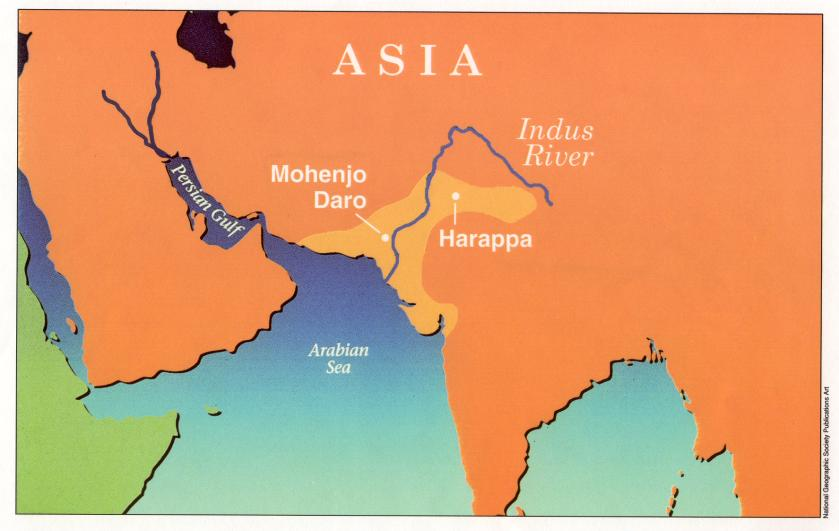 ASIA
Indus
River
Mohenjo
Daro
Harappa
Persian Gulf
Arabian
Sea
National Geographic Society Publications Art